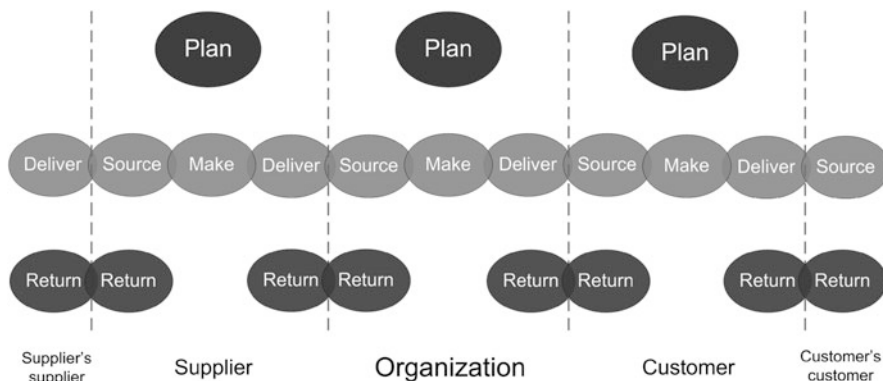 Plan Plan Plan
Deliver Source Make Deliver Source Make Deliver Source Make Deliver Source
Return Return Return Return Return Return Return Return
Supplier's
supplier
Supplier
Organization
Customer
Customer's
customer